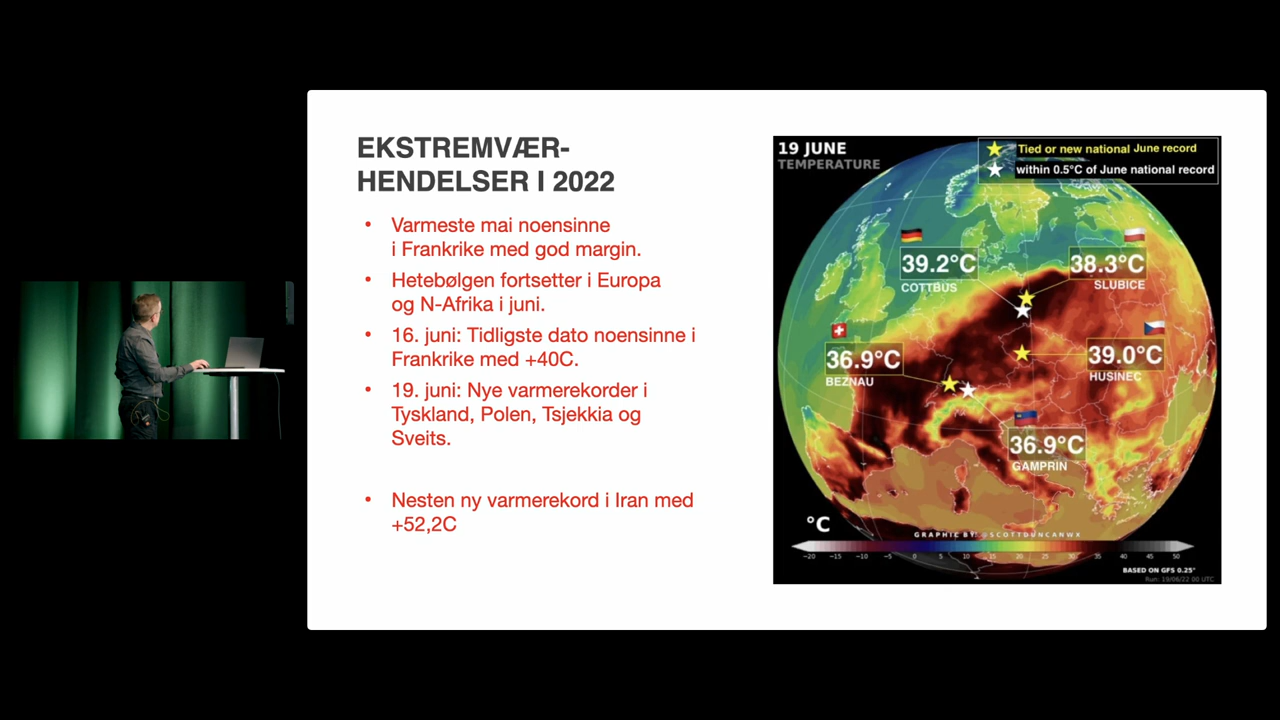 EKSTREMVÆR-
HENDELSER I 2022
• Varmeste mai noensinne
i Frankrike med god margin.
• Hetebølgen fortsetter i Europa
og N-Afrika i juni.
• 16. juni: Tidligste dato noensinne i
Frankrike med +40C.
• 19. juni: Nye varmerekorder i
Tyskland, Polen, Tsjekkia og
Sveits.
• Nesten ny varmerekord i Iran med
+52,2C
19 JUNE
TEMPERATURE
Tied or new national June record
within 0.5°C of June national record
39.2°C
COTTBUS
38.3°C
SLUBICE
36.9°C
BEZNAU
39.0°C
HUSINEC
36.9°C
GAMPRIN
°C
GRAPHIC BY: @SCOTTDUNCANWX
−20 −15 −10 −5 0 5 10 15 20 25 30 35 40 45 50
BASED ON GFS 0.25°
Run: 19/06/22 00 UTC